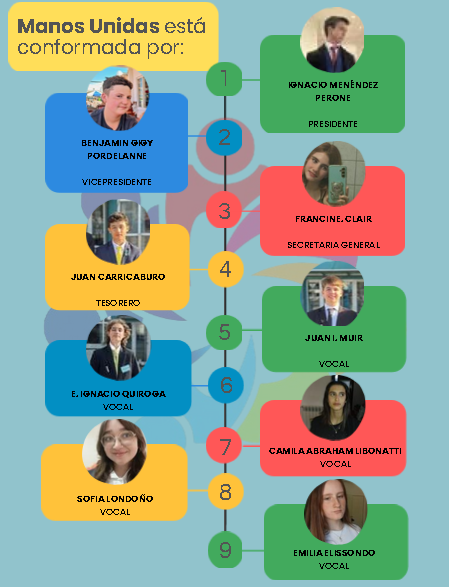 Manos Unidas está
conformada por:
1
IGNACIO MENÉNDEZ
PERONE
PRESIDENTE
2
BENJAMIN GIGY
PORDELANNE
VICEPRESIDENTE
3
FRANCINE, CLAIR
SECRETARIA GENERAL
4
JUAN CARRICABURO
TESORERO
5
JUAN I, MUIR
VOCAL
6
E, IGNACIO QUIROGA
VOCAL
7
CAMILA ABRAHAM LIBONATTI
VOCAL
8
SOFIA LONDOÑO
VOCAL
9
EMILIA ELISSONDO
VOCAL